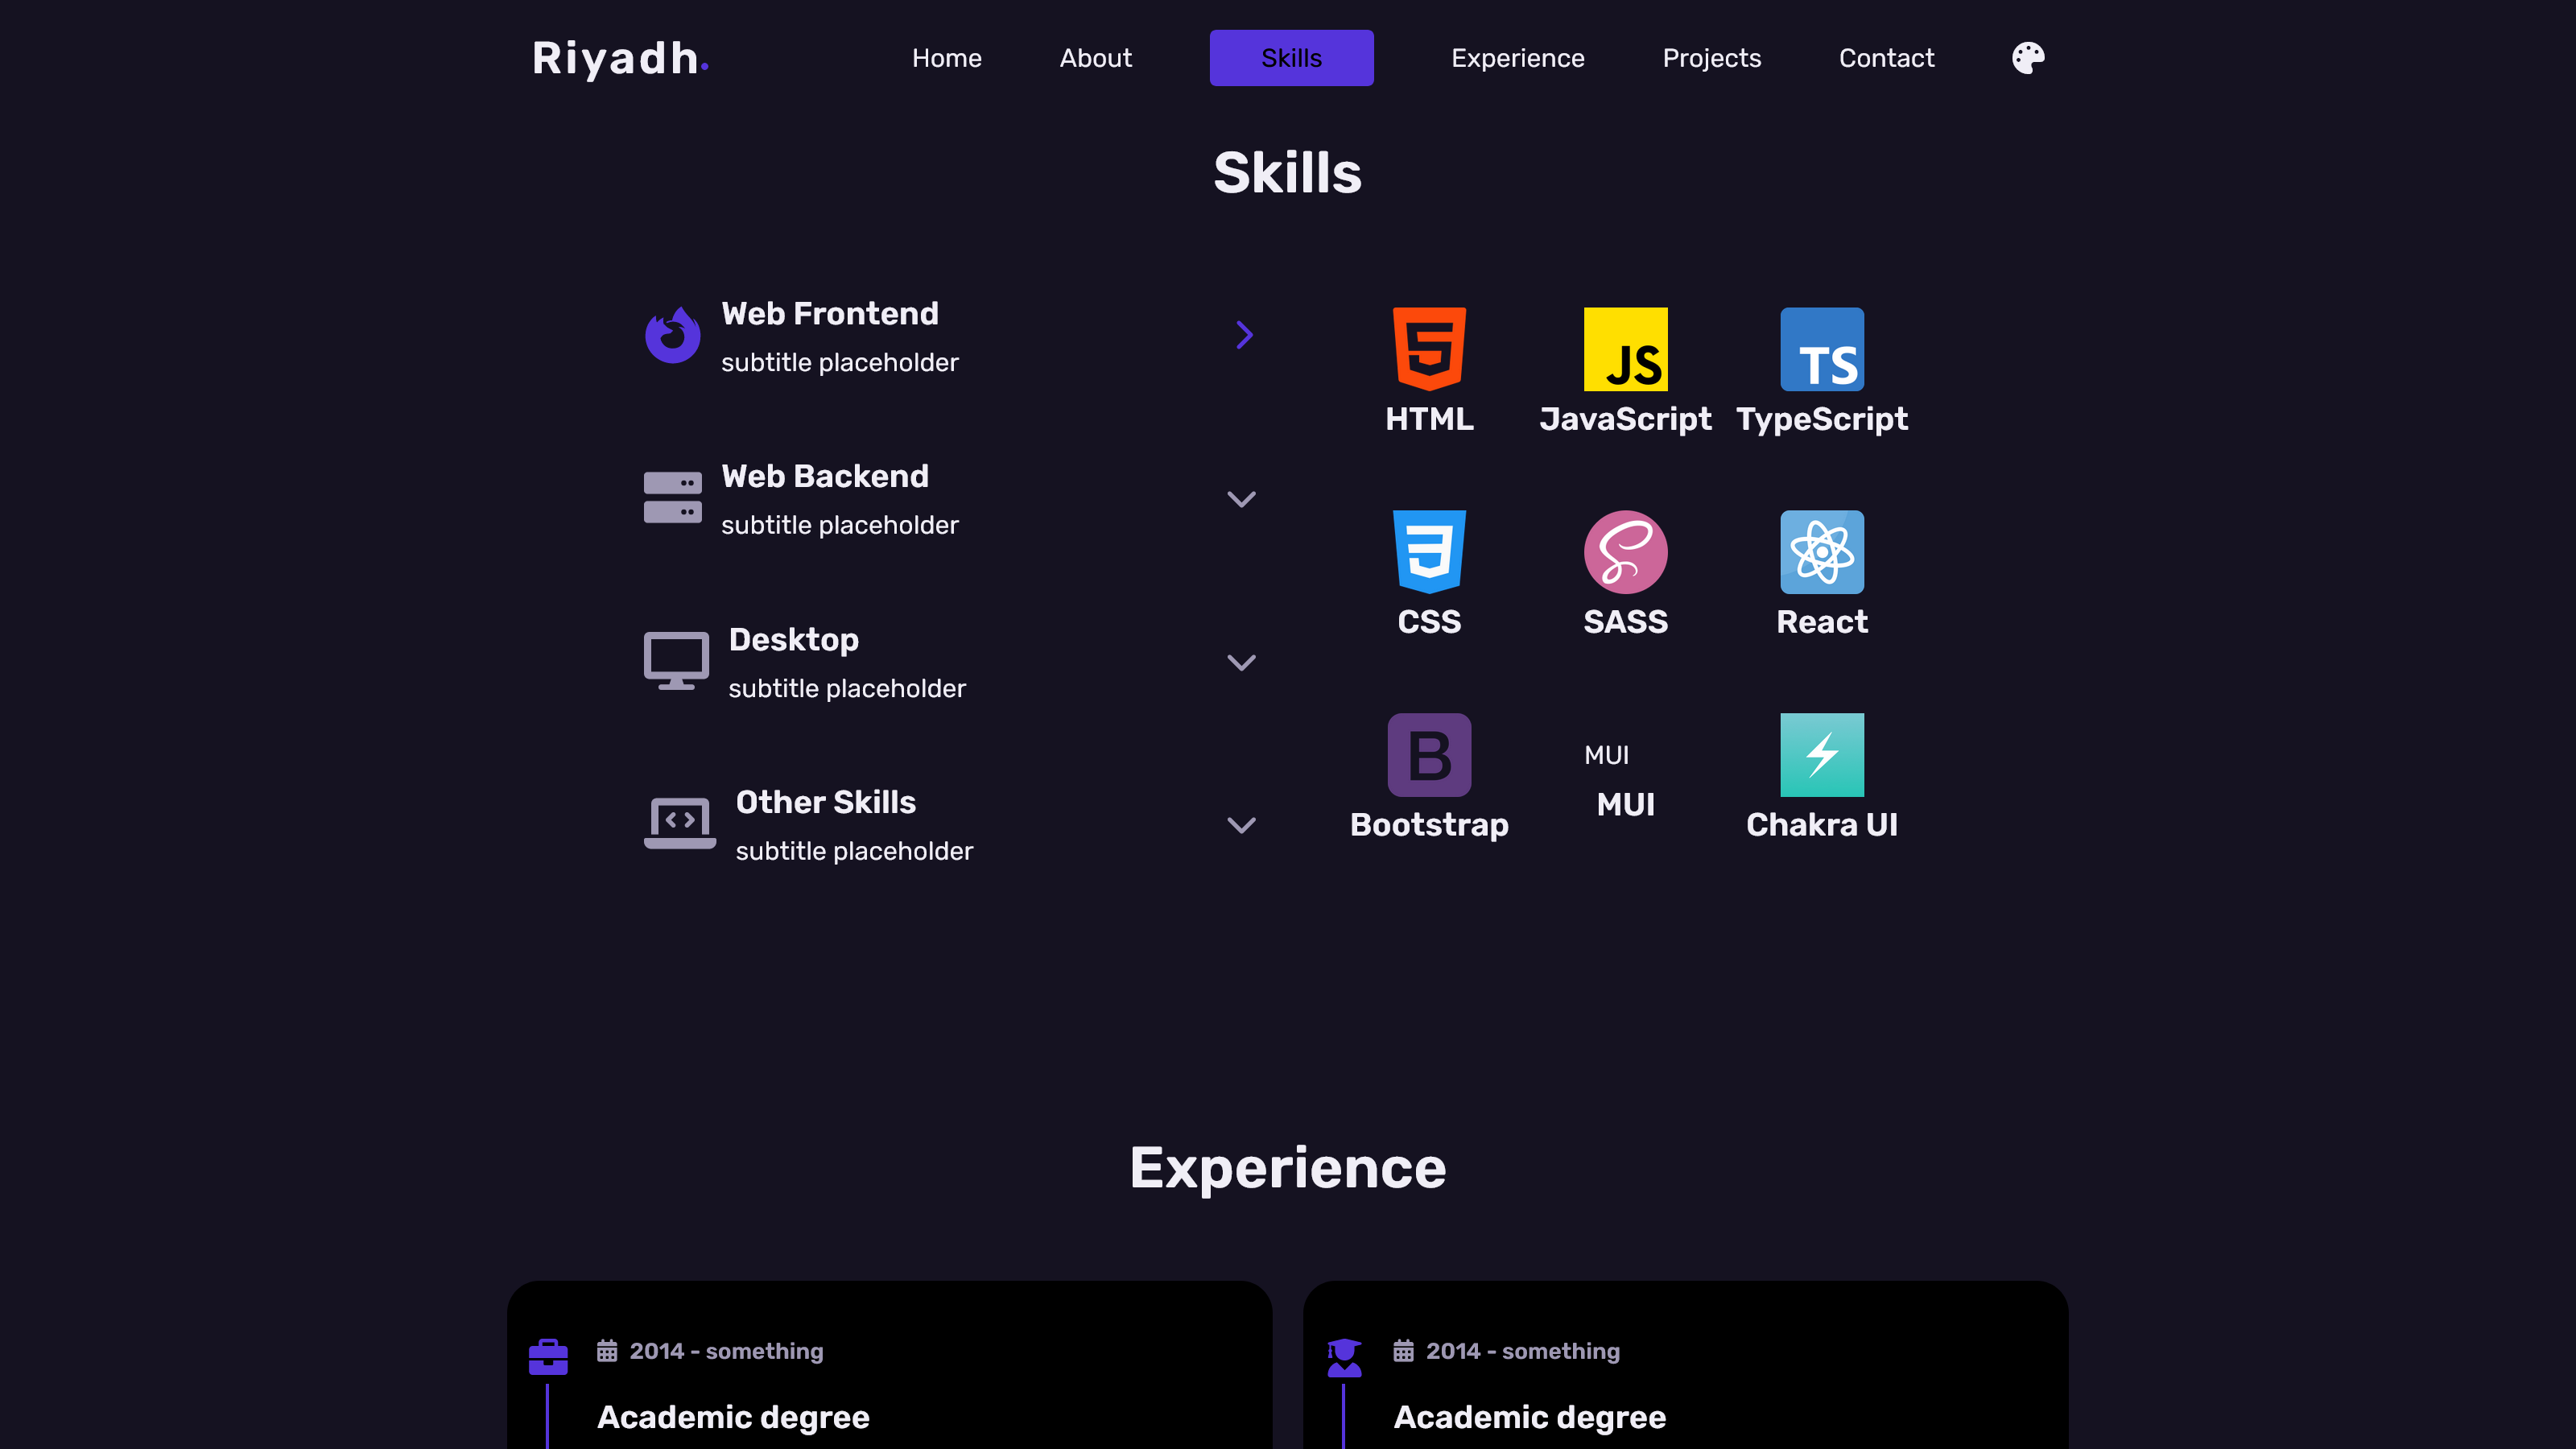 Riyadh.
Home About Skills Experience Projects Contact
Skills
Web Frontend
subtitle placeholder
Web Backend
subtitle placeholder
Desktop
subtitle placeholder
Other Skills
subtitle placeholder
JS
TS
HTML JavaScript TypeScript
CSS SASS React
B
MUI
Bootstrap MUI Chakra UI
Experience
2014 - something
Academic degree
2014 - something
Academic degree